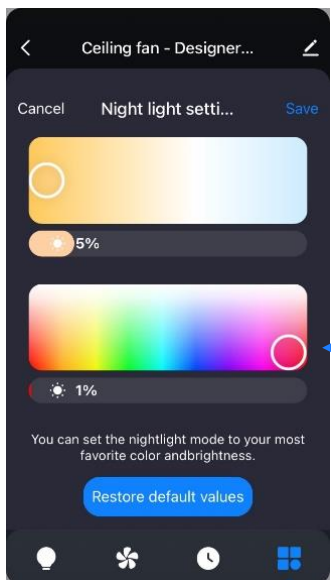 Ceiling fan - Designer...
Cancel Night light setti... Save
5%
1%
You can set the nightlight mode to your most
favorite color andbrightness.
Restore default values